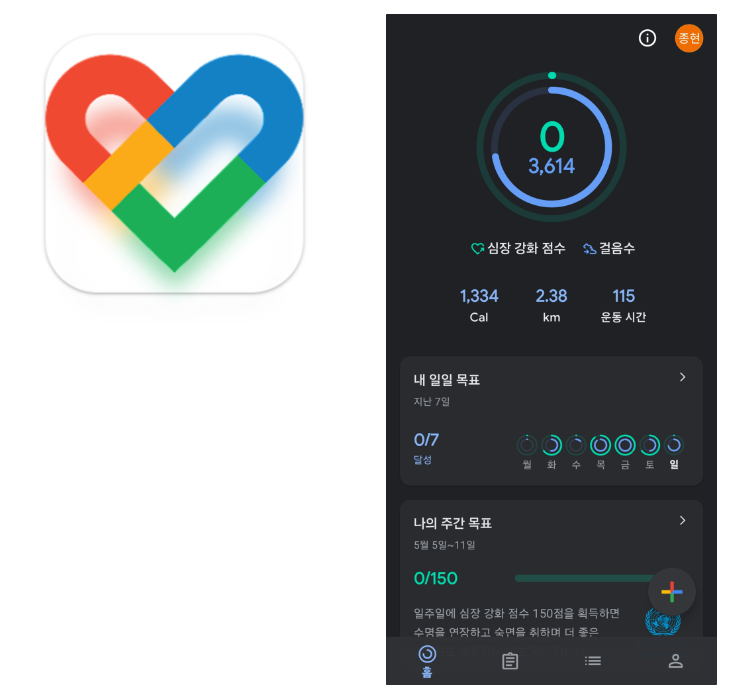 종현
0
3,614
심장 강화 점수 걸음수
1,334 2.38 115
Cal km 운동 시간
내 일일 목표
지난 7일
0/7
달성
월 화 수 목 금 토 일
나의 주간 목표
5월 5일~11일
0/150
일주일에 심장 강화 점수 150점을 획득하면
수명을 연장하고 숙면을 취하며 더 좋은
홈